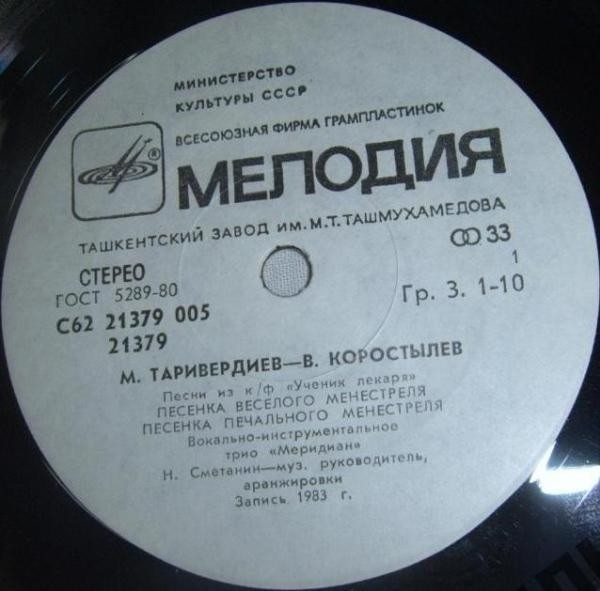 МИНИСТЕРСТВО
КУЛЬТУРЫ СССР
ВСЕСОЮЗНАЯ ФИРМА ГРАМПЛАСТИНОК
®
МЕЛОДИЯ
ТАШКЕНТСКИЙ ЗАВОД ИМ. М. Т. ТАШМУХАМЕДОВА
СТЕРЕО
33
ГОСТ 5289-80
1
С62 21379 005
Гр. 3. 1-10
21379
М. ТАРИВЕРДИЕВ—В. КОРОСТЫЛЕВ
Песни из к/ф «Ученик лекаря»
ПЕСЕНКА ВЕСЕЛОГО МЕНЕСТРЕЛЯ
ПЕСЕНКА ПЕЧАЛЬНОГО МЕНЕСТРЕЛЯ
Вокально-инструментальное
трио «Меридиан»
Н. Сметанин—муз. руководитель,
аранжировки
Запись 1983 г.